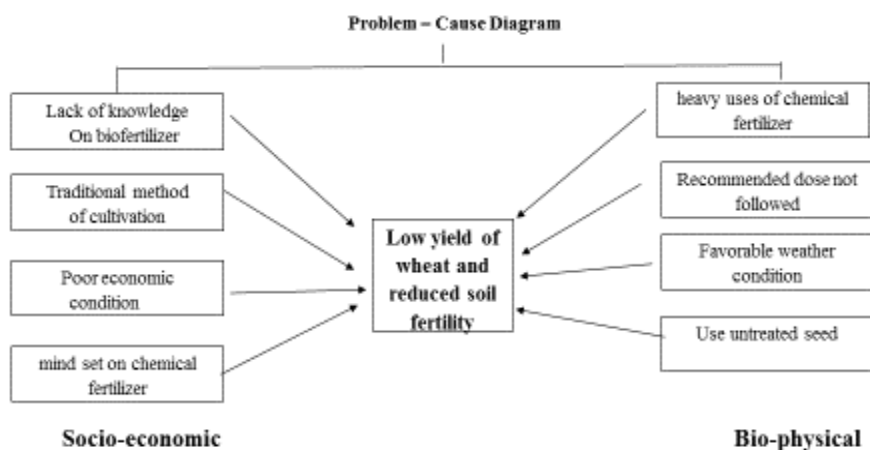 Problem – Cause Diagram
Lack of knowledge
On biofertilizer
Traditional method
of cultivation
Poor economic
condition
mind set on chemical
fertilizer
Low yield of
wheat and
reduced soil
fertility
heavy uses of chemical
fertilizer
Recommended dose not
followed
Favorable weather
condition
Use untreated seed
Socio-economic
Bio-physical